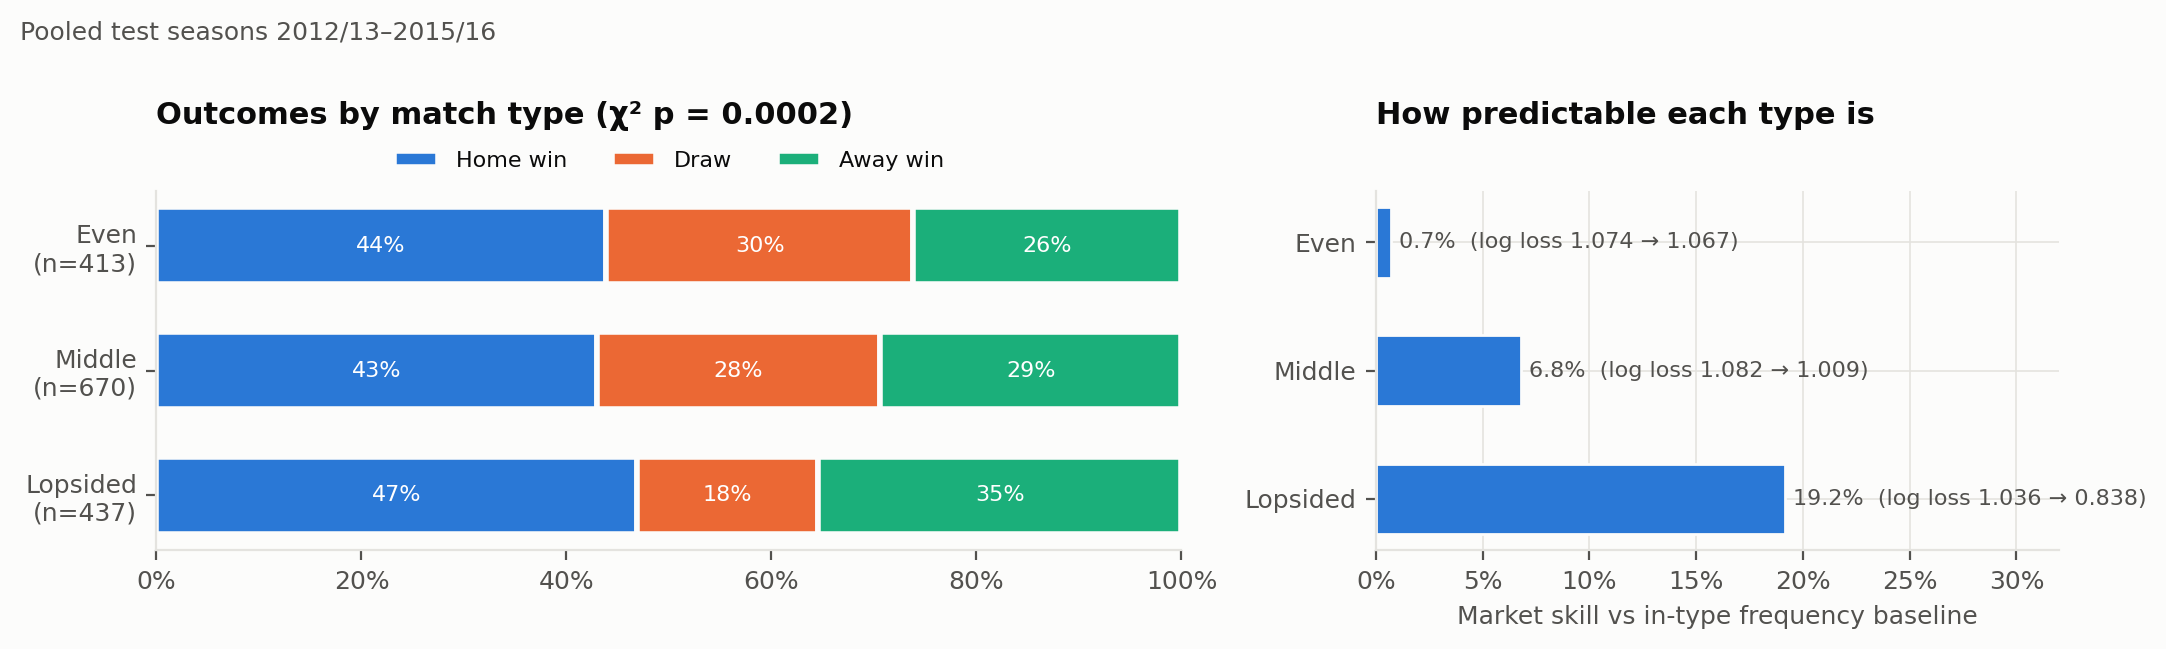 Pooled test seasons 2012/13–2015/16
Outcomes by match type (χ² p = 0.0002)
Home win
Draw
Away win
Even
(n=413)
44%
30%
26%
Middle
(n=670)
43%
28%
29%
Lopsided
(n=437)
47%
18%
35%
0%
20%
40%
60%
80%
100%
How predictable each type is
Even
0.7% (log loss 1.074 → 1.067)
Middle
6.8% (log loss 1.082 → 1.009)
Lopsided
19.2% (log loss 1.036 → 0.838)
0%
5%
10%
15%
20%
25%
30%
Market skill vs in-type frequency baseline